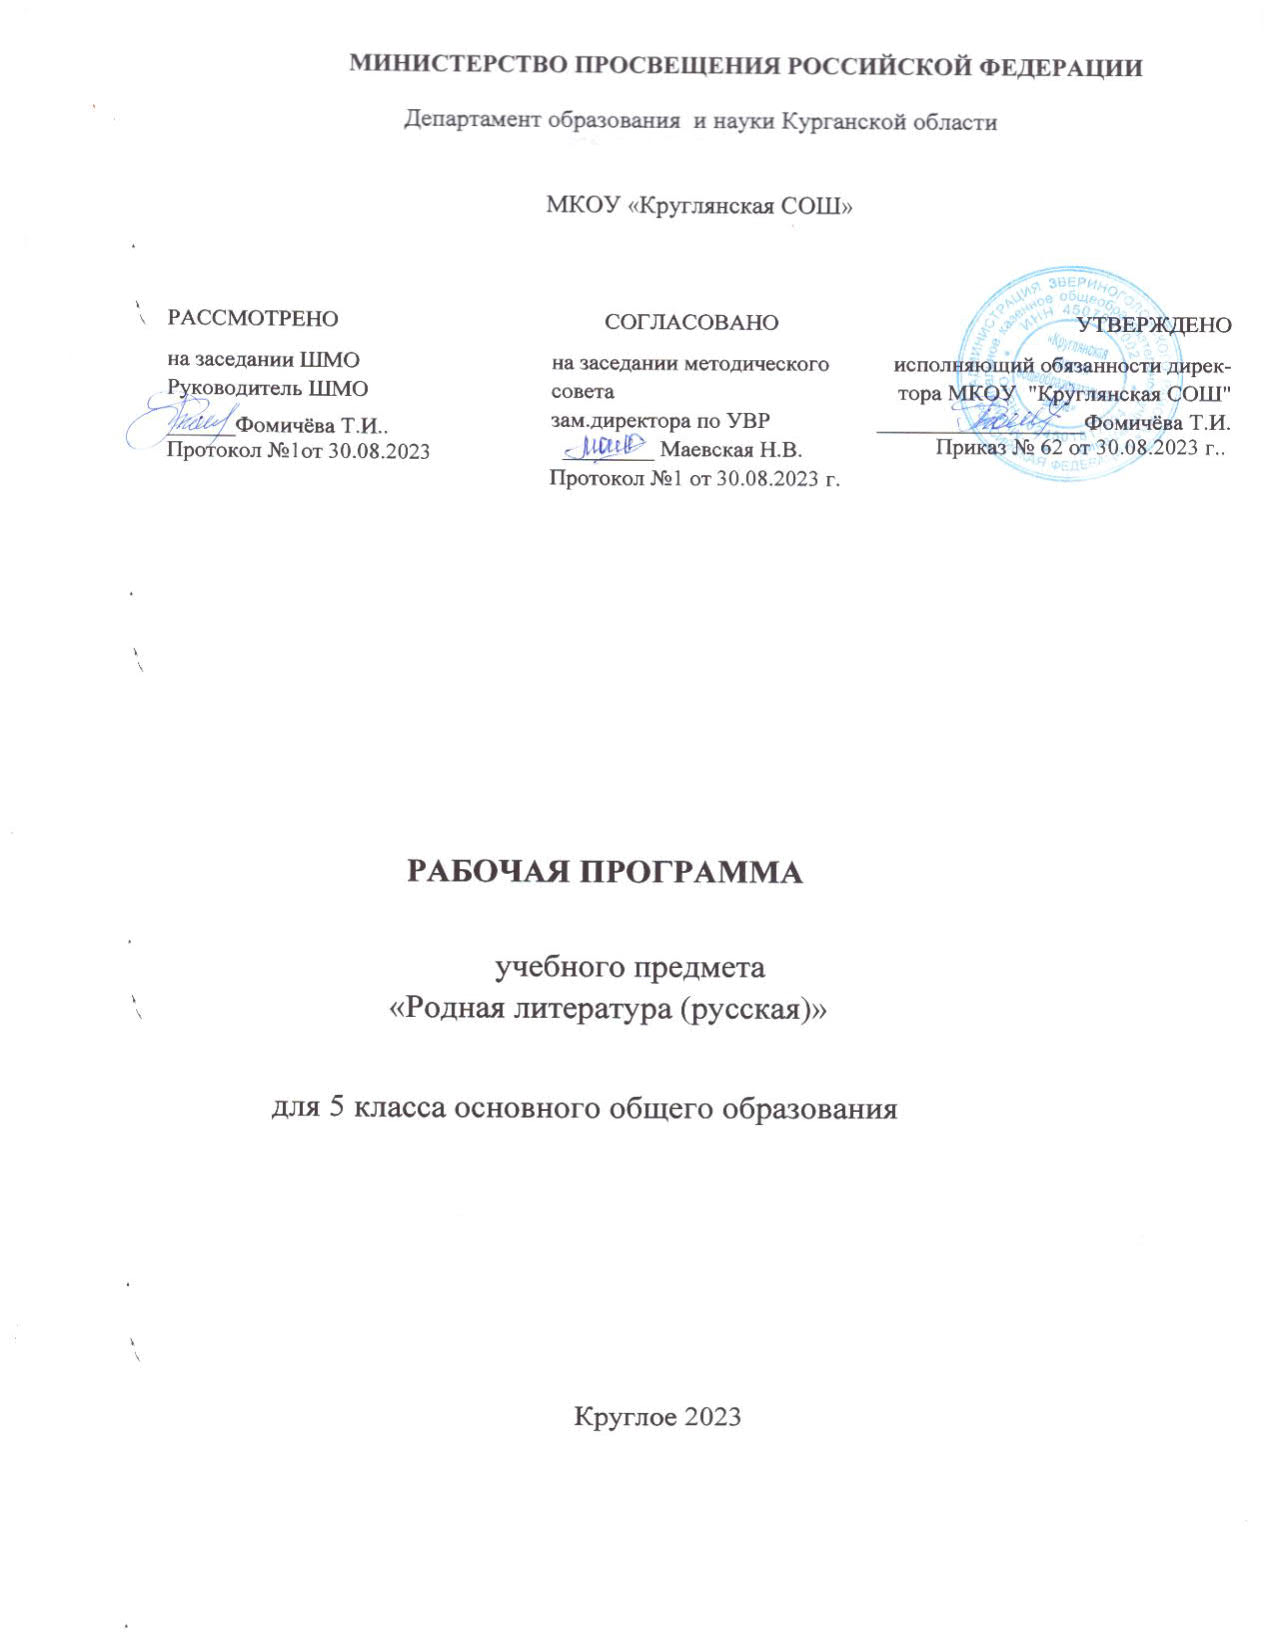 МИНИСТЕРСТВО ПРОСВЕЩЕНИЯ РОССИЙСКОЙ ФЕДЕРАЦИИ
Департамент образования и науки Курганской области
МКОУ «Круглянская СОШ»
РАССМОТРЕНО
на заседании ШМО
Руководитель ШМО
______Фомичёва Т.И..
Протокол №1от 30.08.2023
СОГЛАСОВАНО
на заседании методического
совета
зам.директора по УВР
________ Маевская Н.В.
Протокол №1 от 30.08.2023 г.
УТВЕРЖДЕНО
исполняющий обязанности дирек-
тора МКОУ "Круглянская СОШ"
__________________Фомичёва Т.И.
Приказ № 62 от 30.08.2023 г..
РАБОЧАЯ ПРОГРАММА
учебного предмета
«Родная литература (русская)»
для 5 класса основного общего образования
Круглое 2023